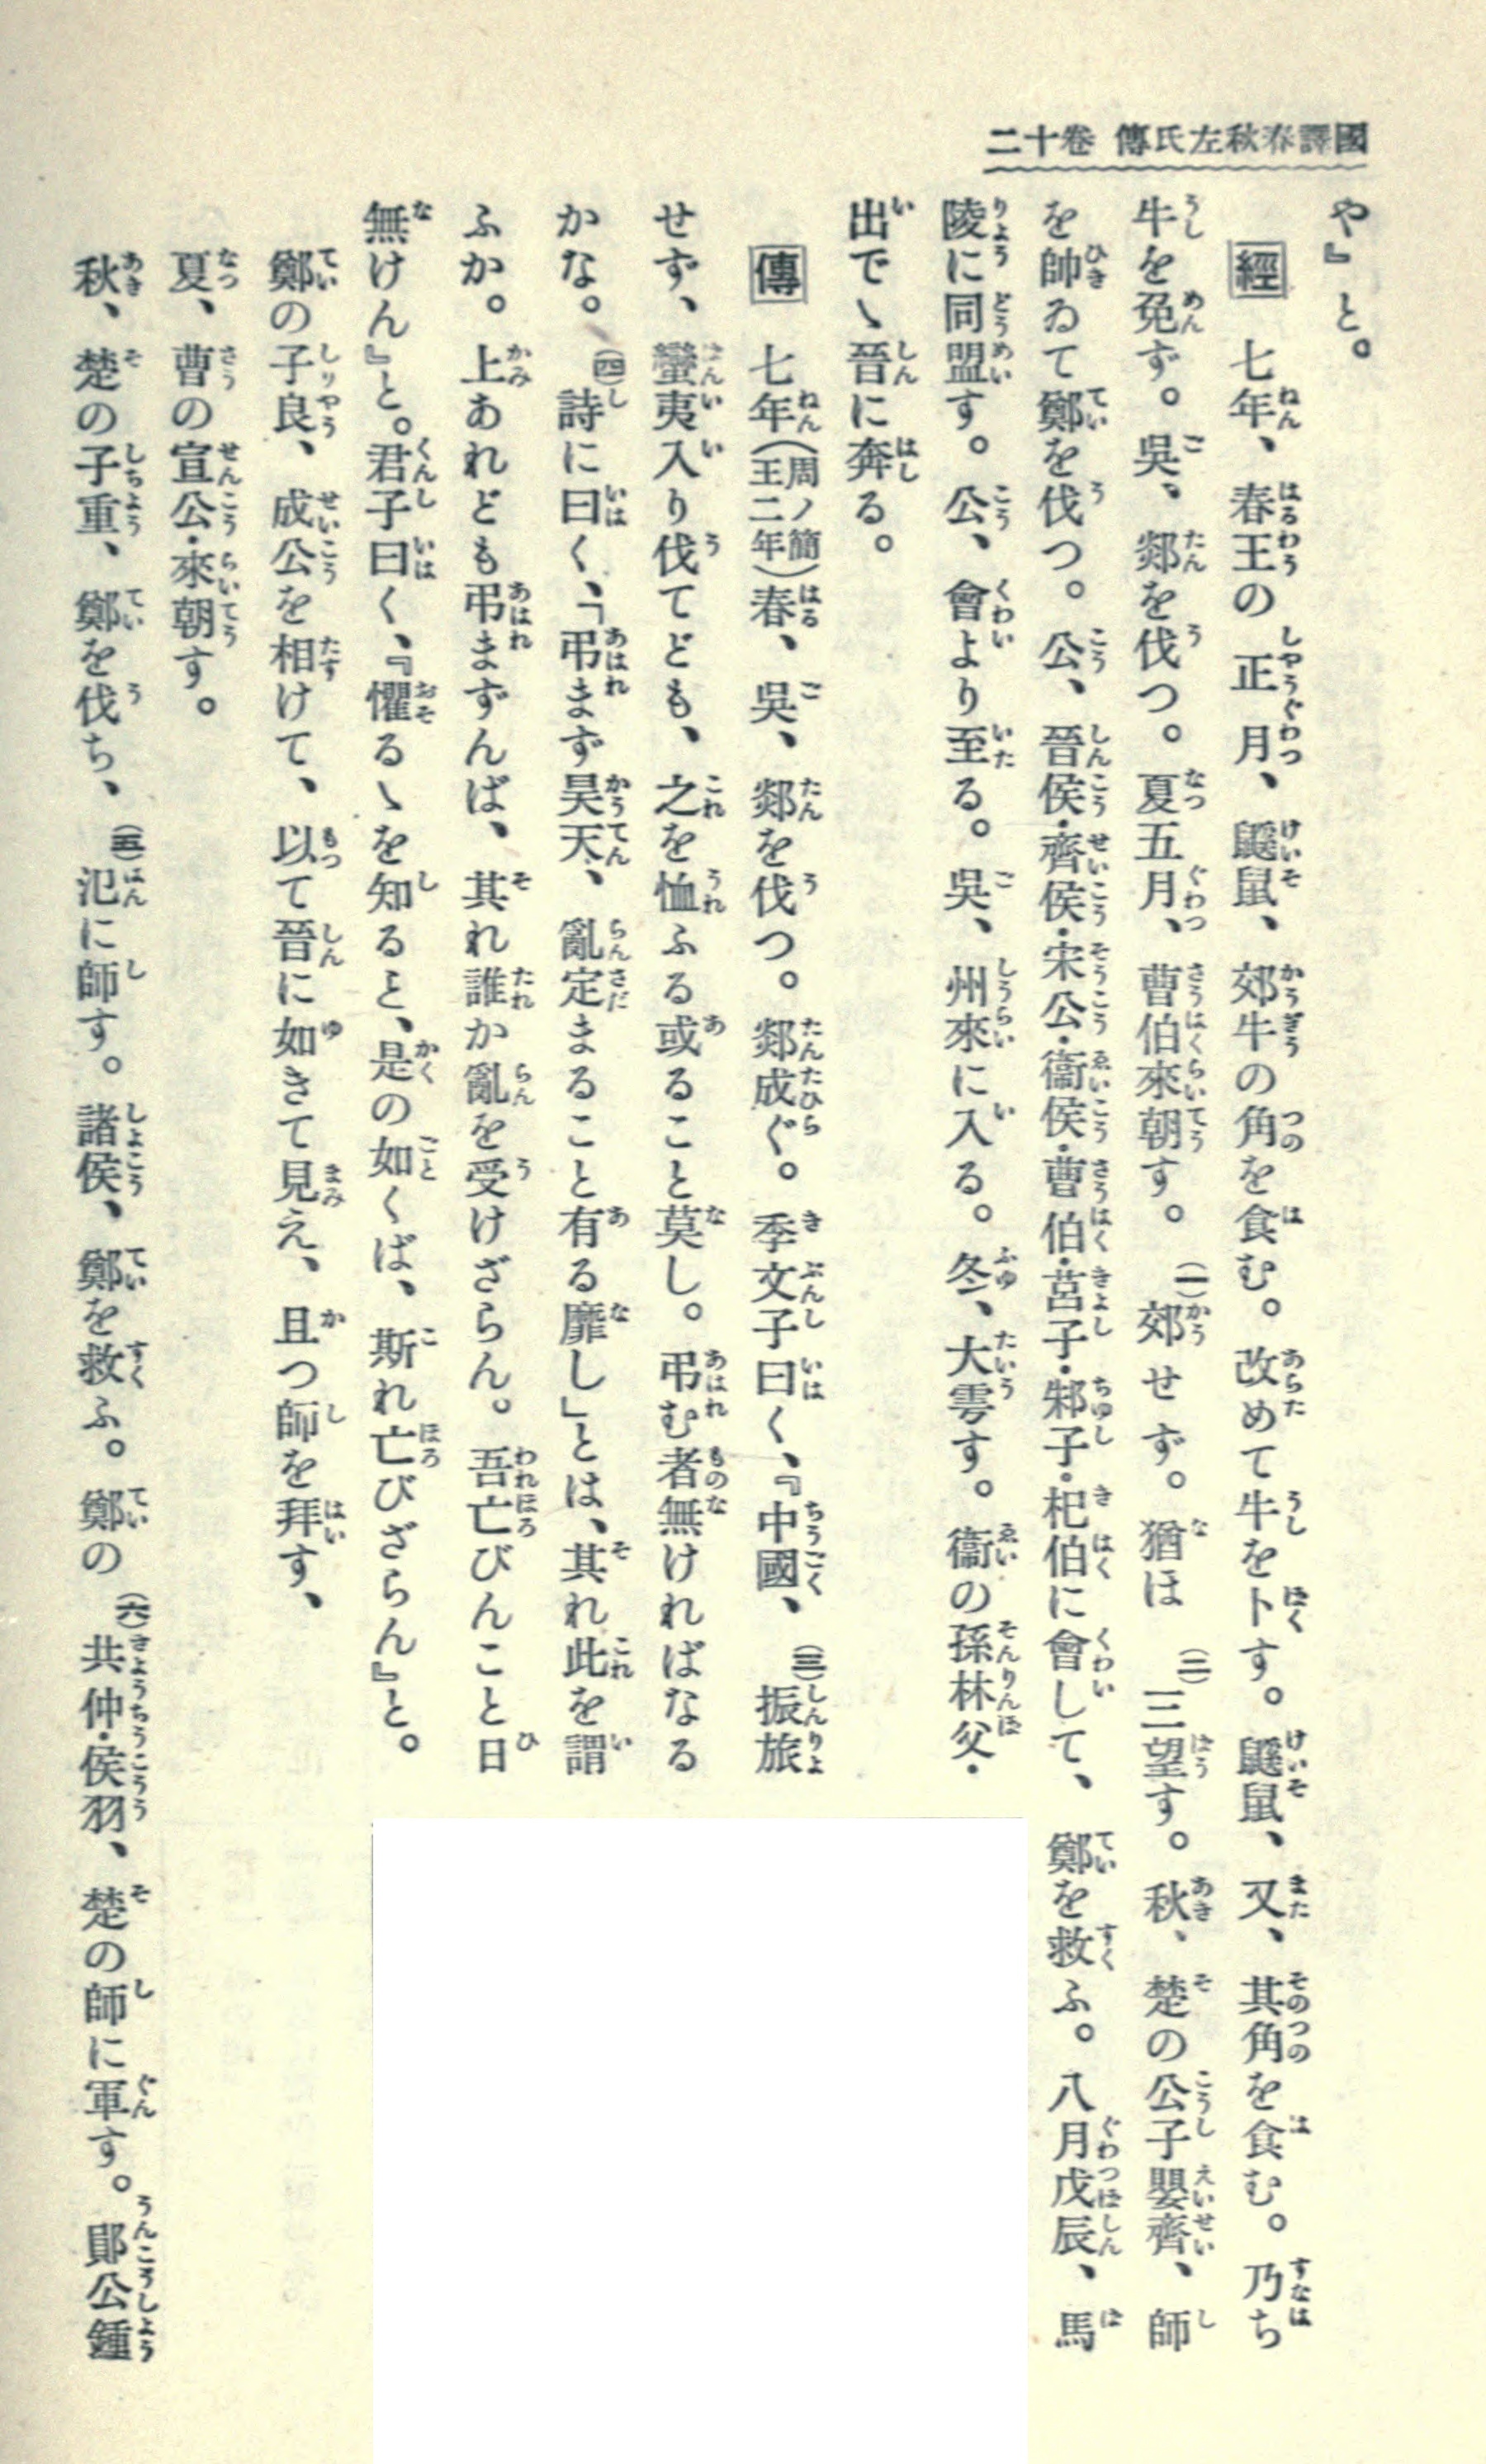 國譯春秋左氏傳 卷十二
や』と。
經 七年、春王の正月、鼷鼠、郊牛の角を食む。改めて牛を卜す。鼷鼠、又、其角を食む。乃ち
牛を免ず。吳、郯を伐つ。夏五月、曹伯來朝す。(一)郊せず。猶ほ(二)三望す。秋、楚の公子嬰齊、師
を帥ゐて鄭を伐つ。公、晉侯・齊侯・宋公・衞侯・曹伯・莒子・邾子・杞伯に會して、鄭を救ふ。八月戊辰、馬
陵に同盟す。公、會より至る。吳、州來に入る。冬、大雩す。衞の孫林父・
出でゝ晉に奔る。
傳 七年(周ノ簡王二年)春、吳、郯を伐つ。郯成ぐ。季文子曰く、『中國、(三)振旅
せず、蠻夷入り伐てども、之を恤ふる或ること莫し。弔む者無ければなる
かな。(四)詩に曰く、「弔まず昊天、亂定まること有る靡し」とは、其れ此を謂
ふか。上あれども弔まずんば、其れ誰か亂を受けざらん。吾亡びんこと日
無けん』と。君子曰く、『懼るゝを知ると、是の如くば、斯れ亡びざらん』と。
鄭の子良、成公を相けて、以て晉に如きて見え、且つ師を拜す、
夏、曹の宣公・來朝す。
秋、楚の子重、鄭を伐ち、(五)氾に師す。諸侯、鄭を救ふ。鄭の(六)共仲・侯羽、楚の師に軍す。鄖公鍾